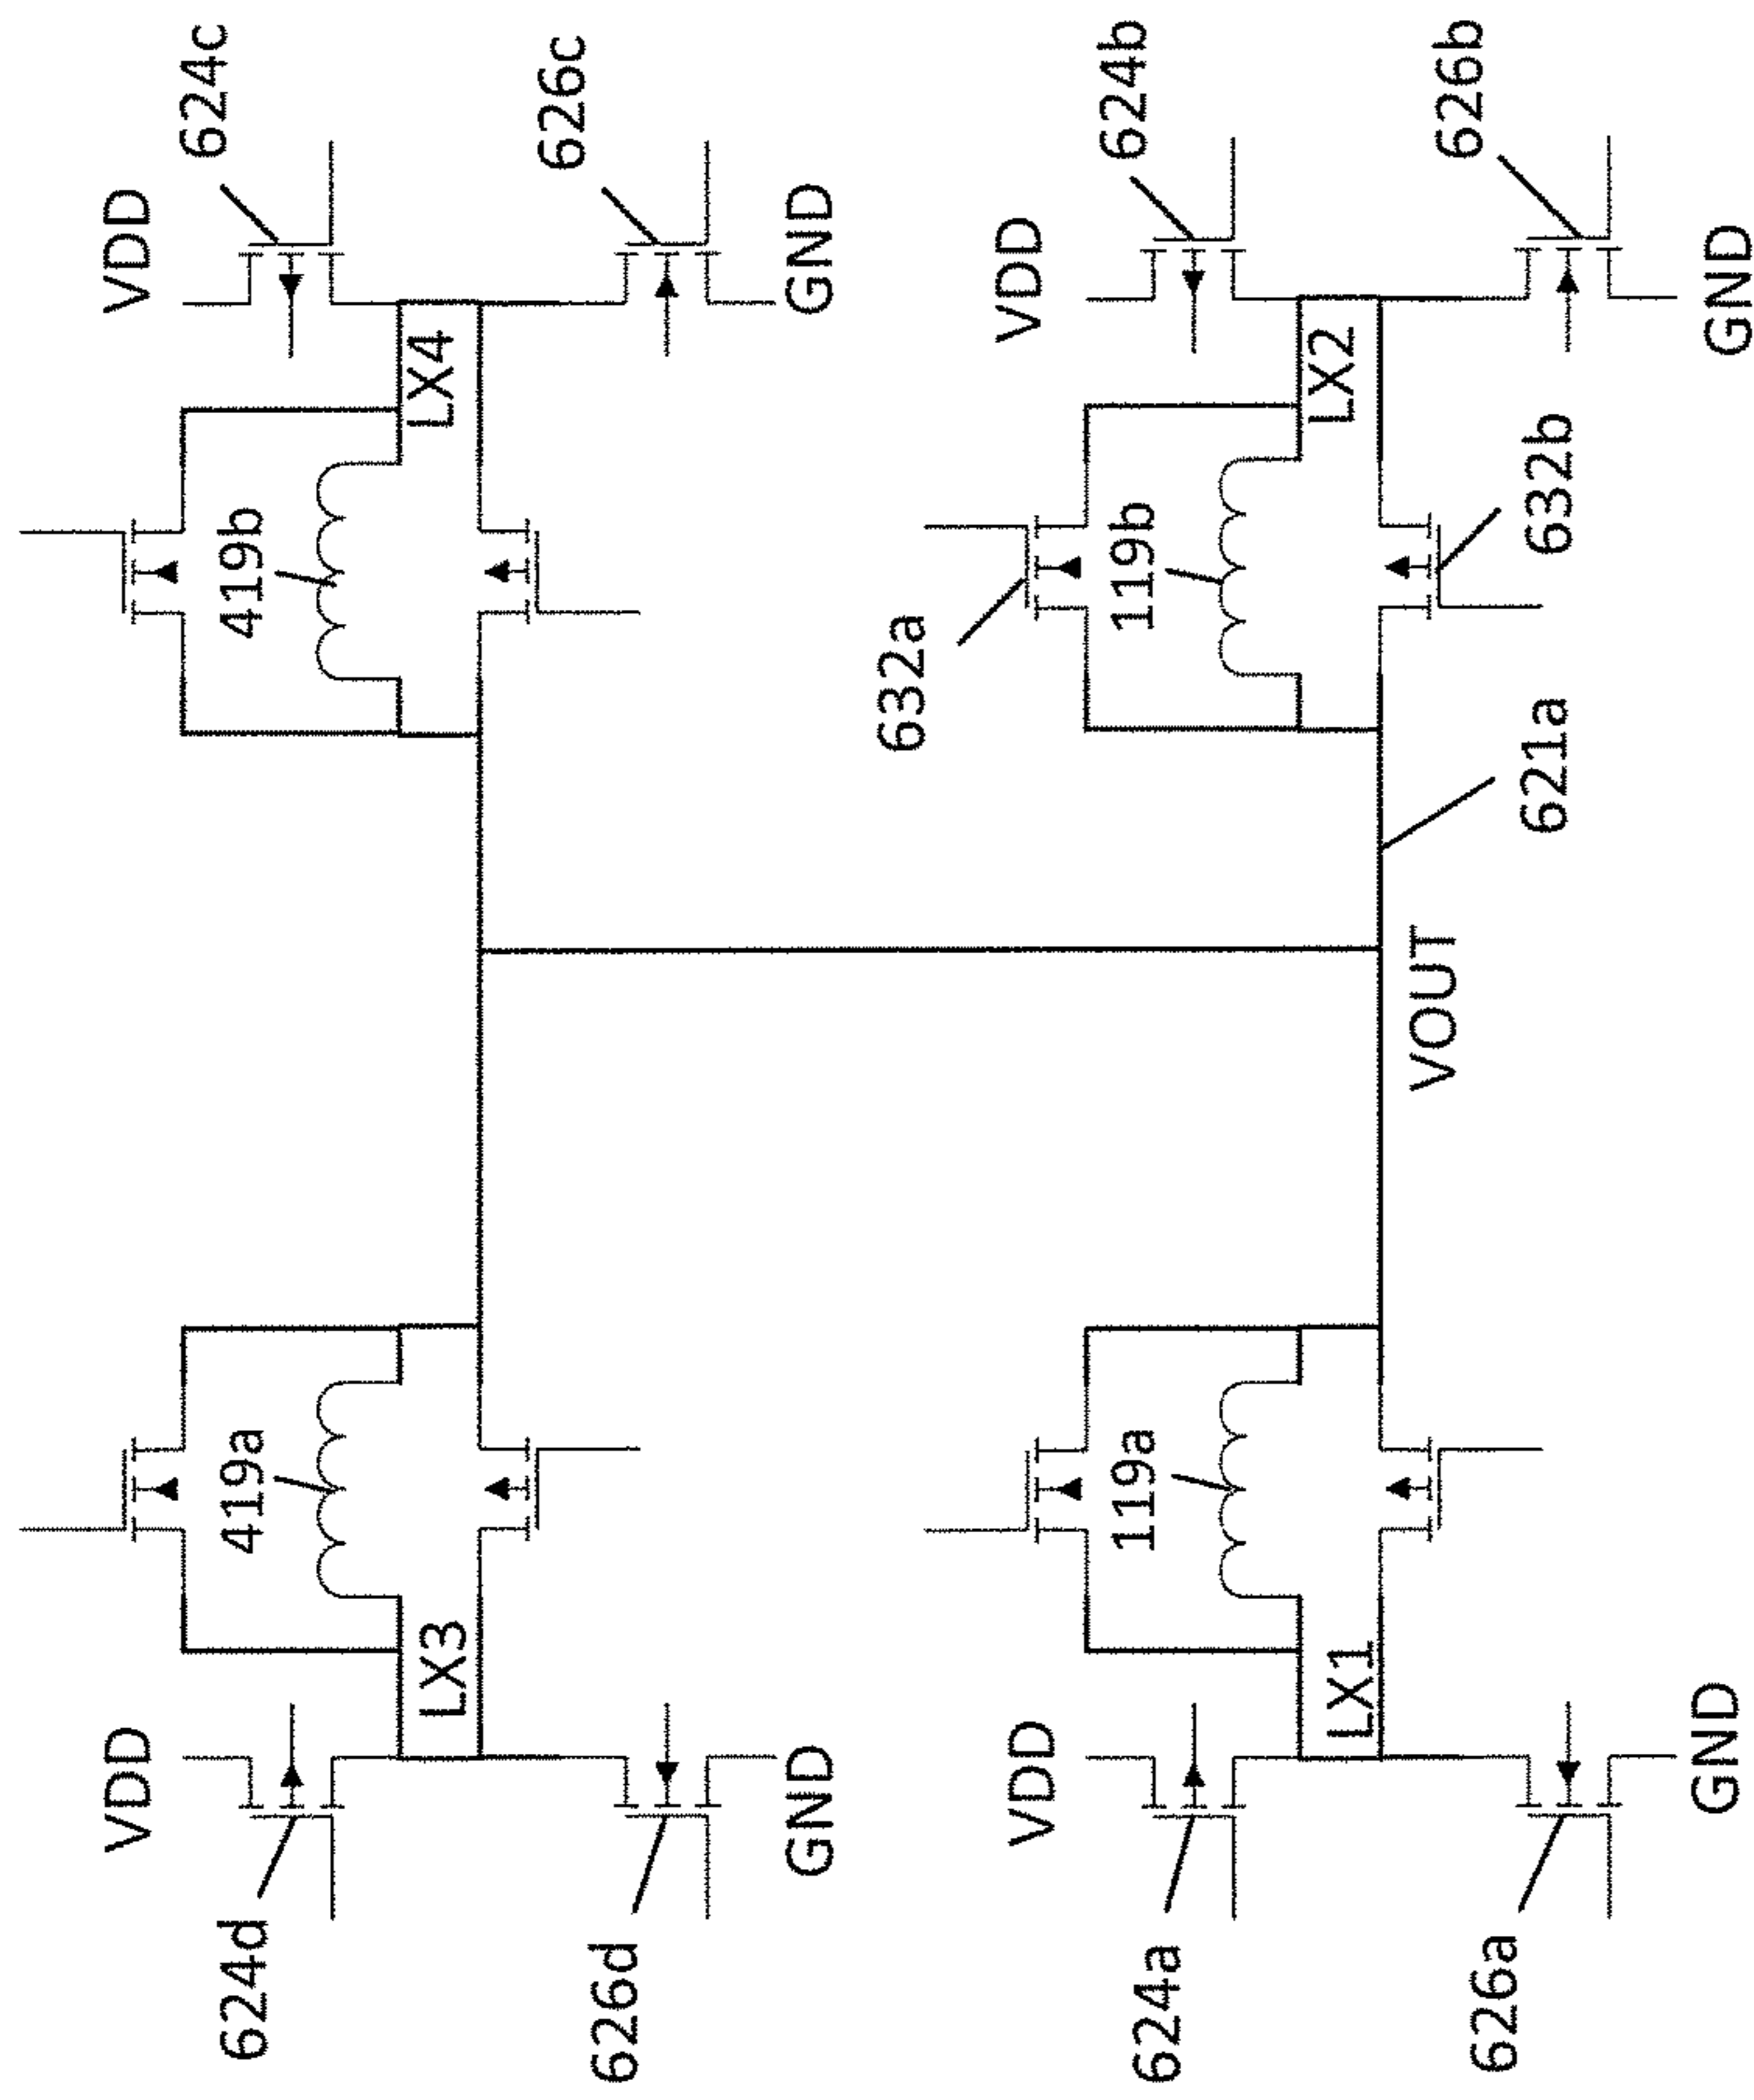 VDD
VDD
624c
624d
419a
419b
LX3
LX4
626c
626d
GND
GND
632a
VDD
VDD
624b
624a
119a
119b
LX1
LX2
VOUT
626b
626a
621a
632b
GND
GND